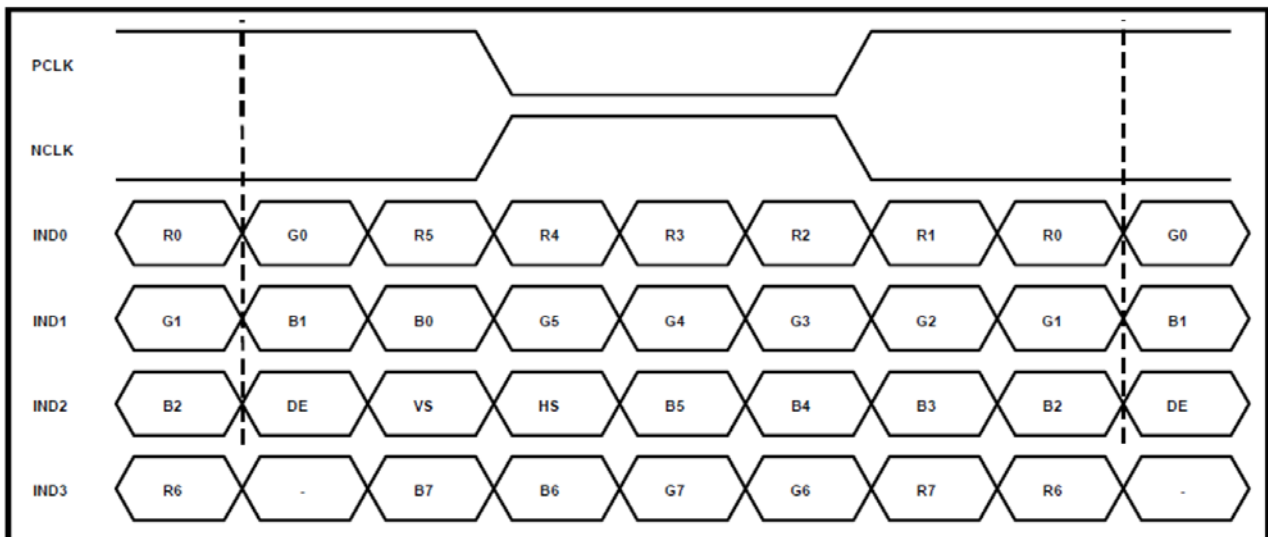 PCLK
NCLK
IND0 R0 G0 R5 R4 R3 R2 R1 R0 G0
IND1 G1 B1 B0 G5 G4 G3 G2 G1 B1
IND2 B2 DE VS HS B5 B4 B3 B2 DE
IND3 R6 - B7 B6 G7 G6 R7 R6 -